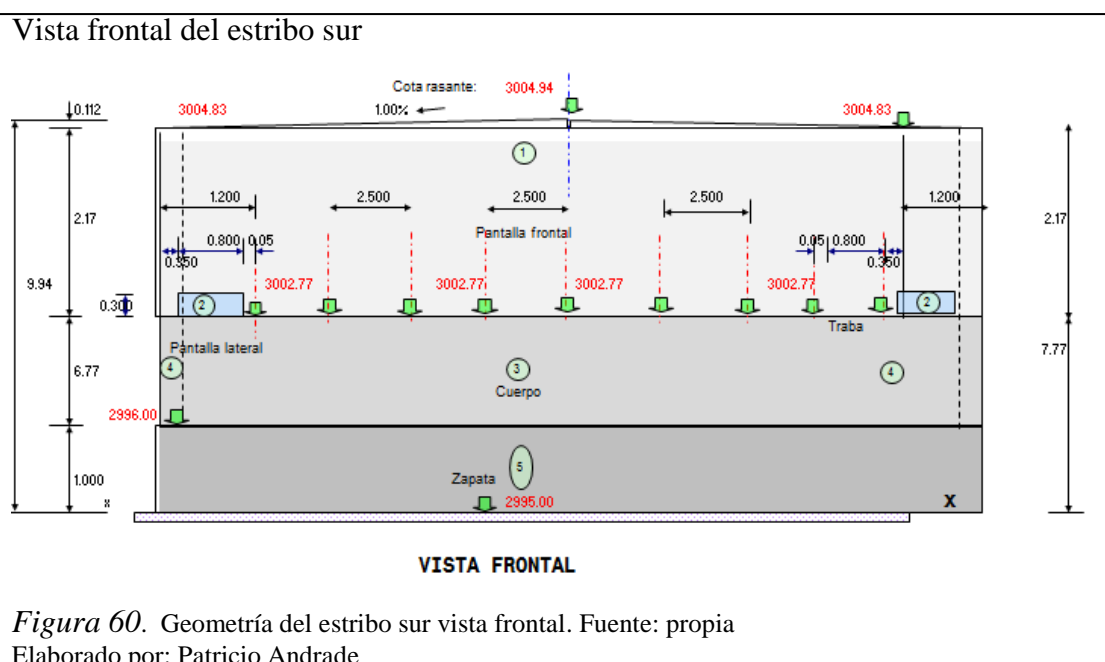 Vista frontal del estribo sur
Cota rasante: 3004.94
0.112
3004.83
1.00%
3004.83
1
1.200
2.500
2.500
2.500
1.200
2.17
2.17
Pantalla frontal
0.800
0.05
0.05
0.800
0.350
0.350
9.94
3002.77
3002.77
3002.77
3002.77
0.300
2
2
Traba
Pantalla lateral
7.77
6.77
4
3
4
Cuerpo
2996.00
1.000
Zapata
5
x
2995.00
X
VISTA FRONTAL
Figura 60. Geometría del estribo sur vista frontal. Fuente: propia
Elaborado por: Patricio Andrade